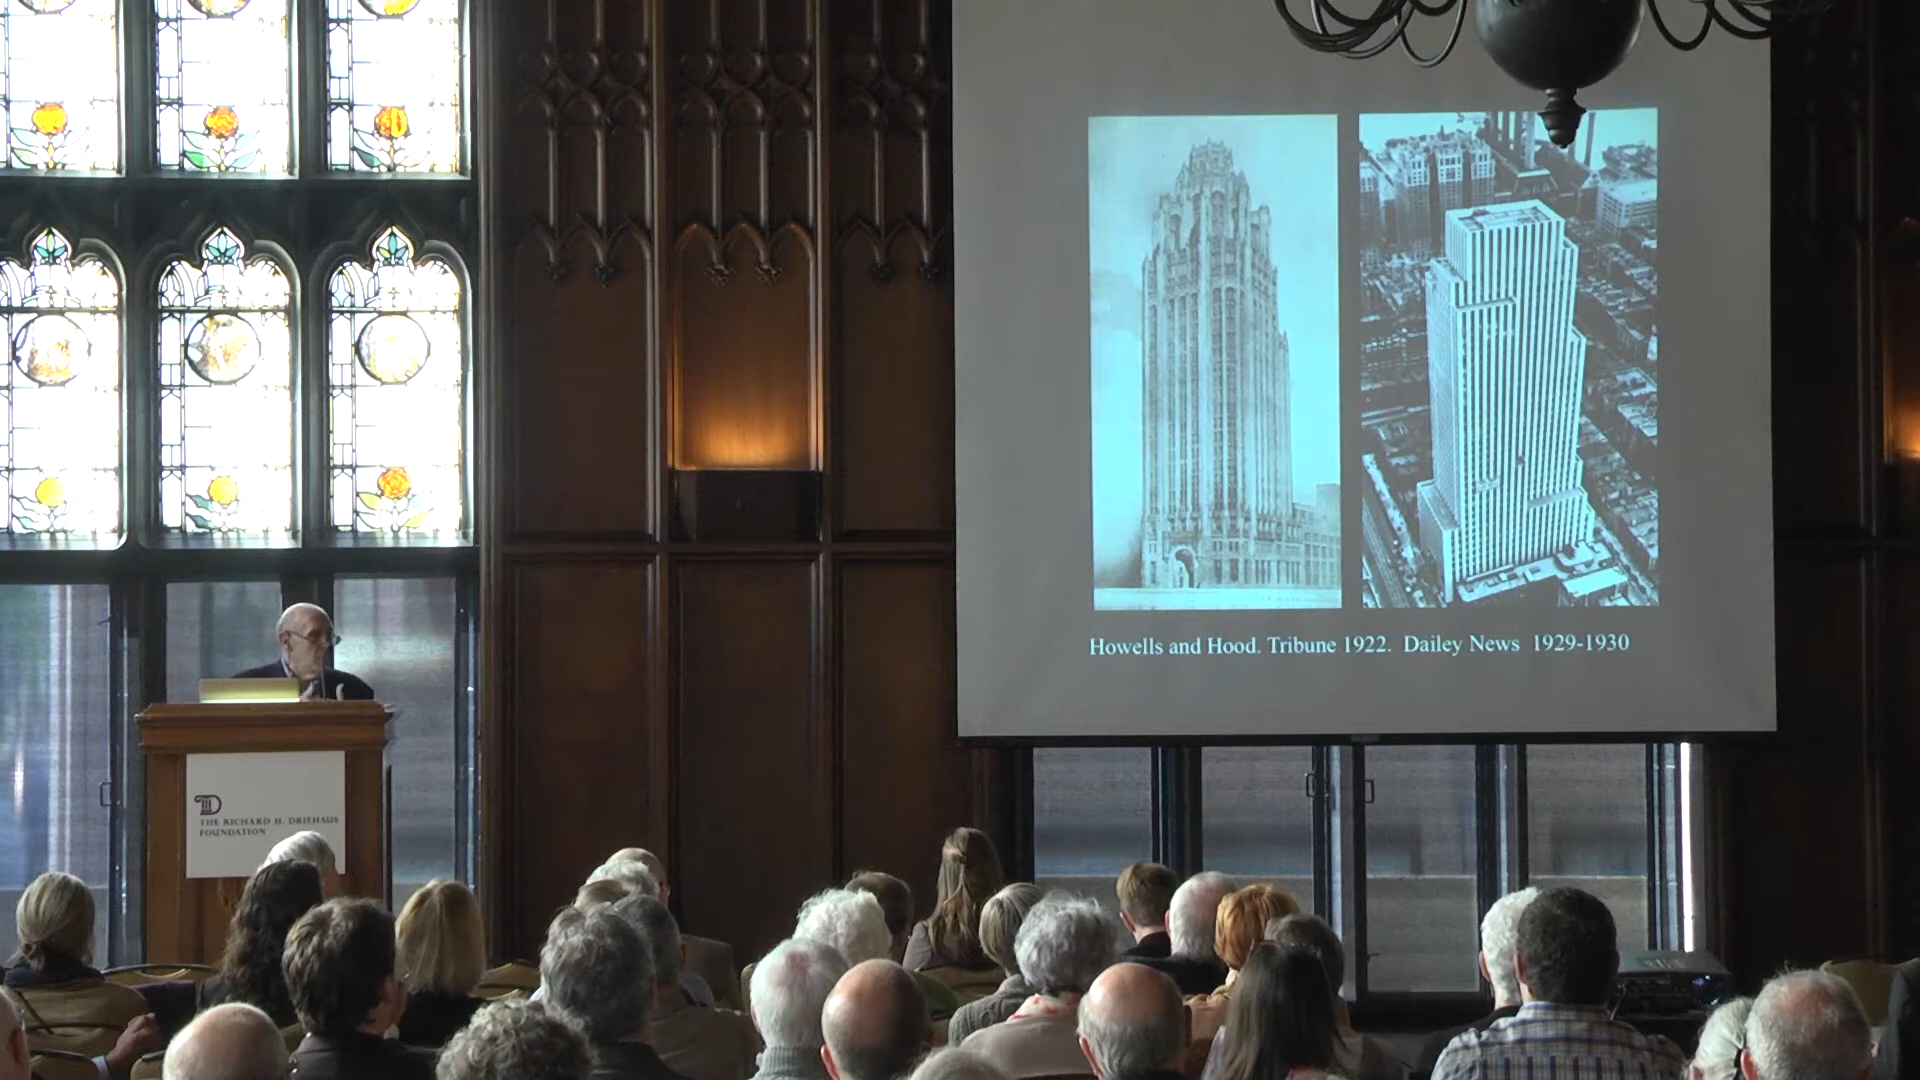 Howells and Hood. Tribune 1922. Dailey News 1929-1930
THE RICHARD H. DRIEHAUS
FOUNDATION